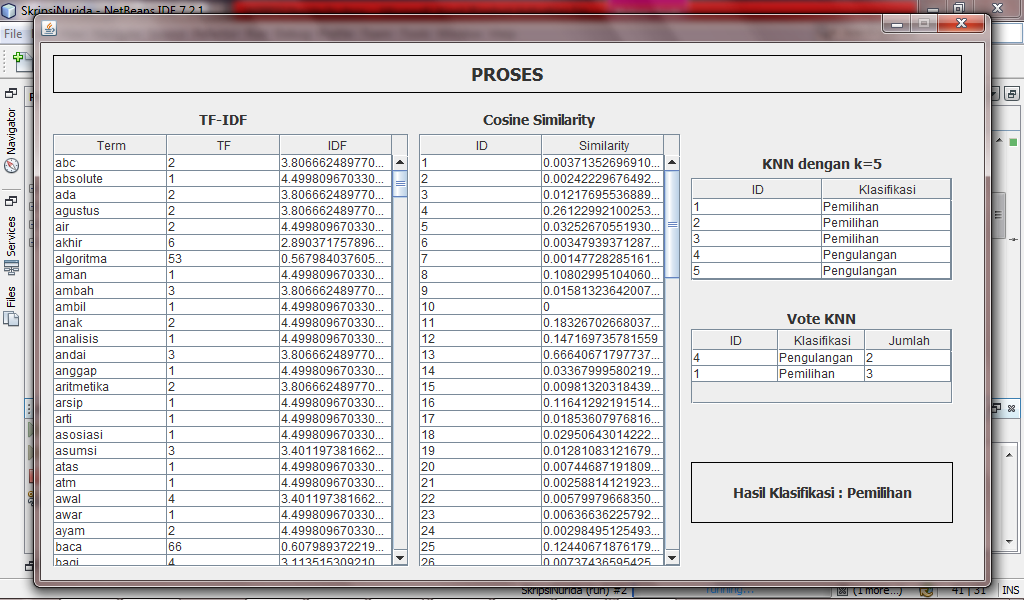 SkripsiNurida - NetBeans IDE 7.2.1
File
PROSES
TF-IDF
Term TF IDF
abc 2 3.806662489770...
absolute 1 4.499809670330...
ada 2 3.806662489770...
agustus 2 3.806662489770...
air 2 3.806662489770...
akhir 6 2.890371757896...
algoritma 53 0.567984037605...
aman 1 4.499809670330...
ambah 3 3.806662489770...
ambil 1 4.499809670330...
anak 2 4.499809670330...
analisis 1 4.499809670330...
andai 3 3.806662489770...
anggap 1 4.499809670330...
aritmetika 2 3.806662489770...
arsip 1 4.499809670330...
arti 1 4.499809670330...
asosiasi 1 4.499809670330...
asumsi 3 3.401197381662...
atas 1 4.499809670330...
atm 1 4.499809670330...
awal 4 3.401197381662...
awar 1 4.499809670330...
ayam 2 4.499809670330...
baca 66 0.607989372219...
bagi 4 3.113515309210...
Cosine Similarity
ID Similarity
1 0.00371352696910...
2 0.00242229676492...
3 0.01217695536889...
4 0.26122992100253...
5 0.03252670551930...
6 0.00347939371287...
7 0.00147728285161...
8 0.10802995104060...
9 0.01581323642007...
10 0
11 0.18326702668037...
12 0.147169735781559
13 0.66640671797737...
14 0.03367999580219...
15 0.00981320318439...
16 0.11641292191514...
17 0.01853607976816...
18 0.02950643014222...
19 0.01281083121679...
20 0.00744687191809...
21 0.00258814121923...
22 0.00579979668350...
23 0.00636636225792...
24 0.00298495125493...
25 0.12440671876179...
26 0.00737436595425...
KNN dengan k=5
ID Klasifikasi
1 Pemilihan
2 Pemilihan
3 Pemilihan
4 Pengulangan
5 Pengulangan
Vote KNN
ID Klasifikasi Jumlah
4 Pengulangan 2
1 Pemilihan 3
Hasil Klasifikasi : Pemilihan
Navigator
Services
Files
SkripsiNurida (run) #2
running...
(1 more...)
41 | 31
INS